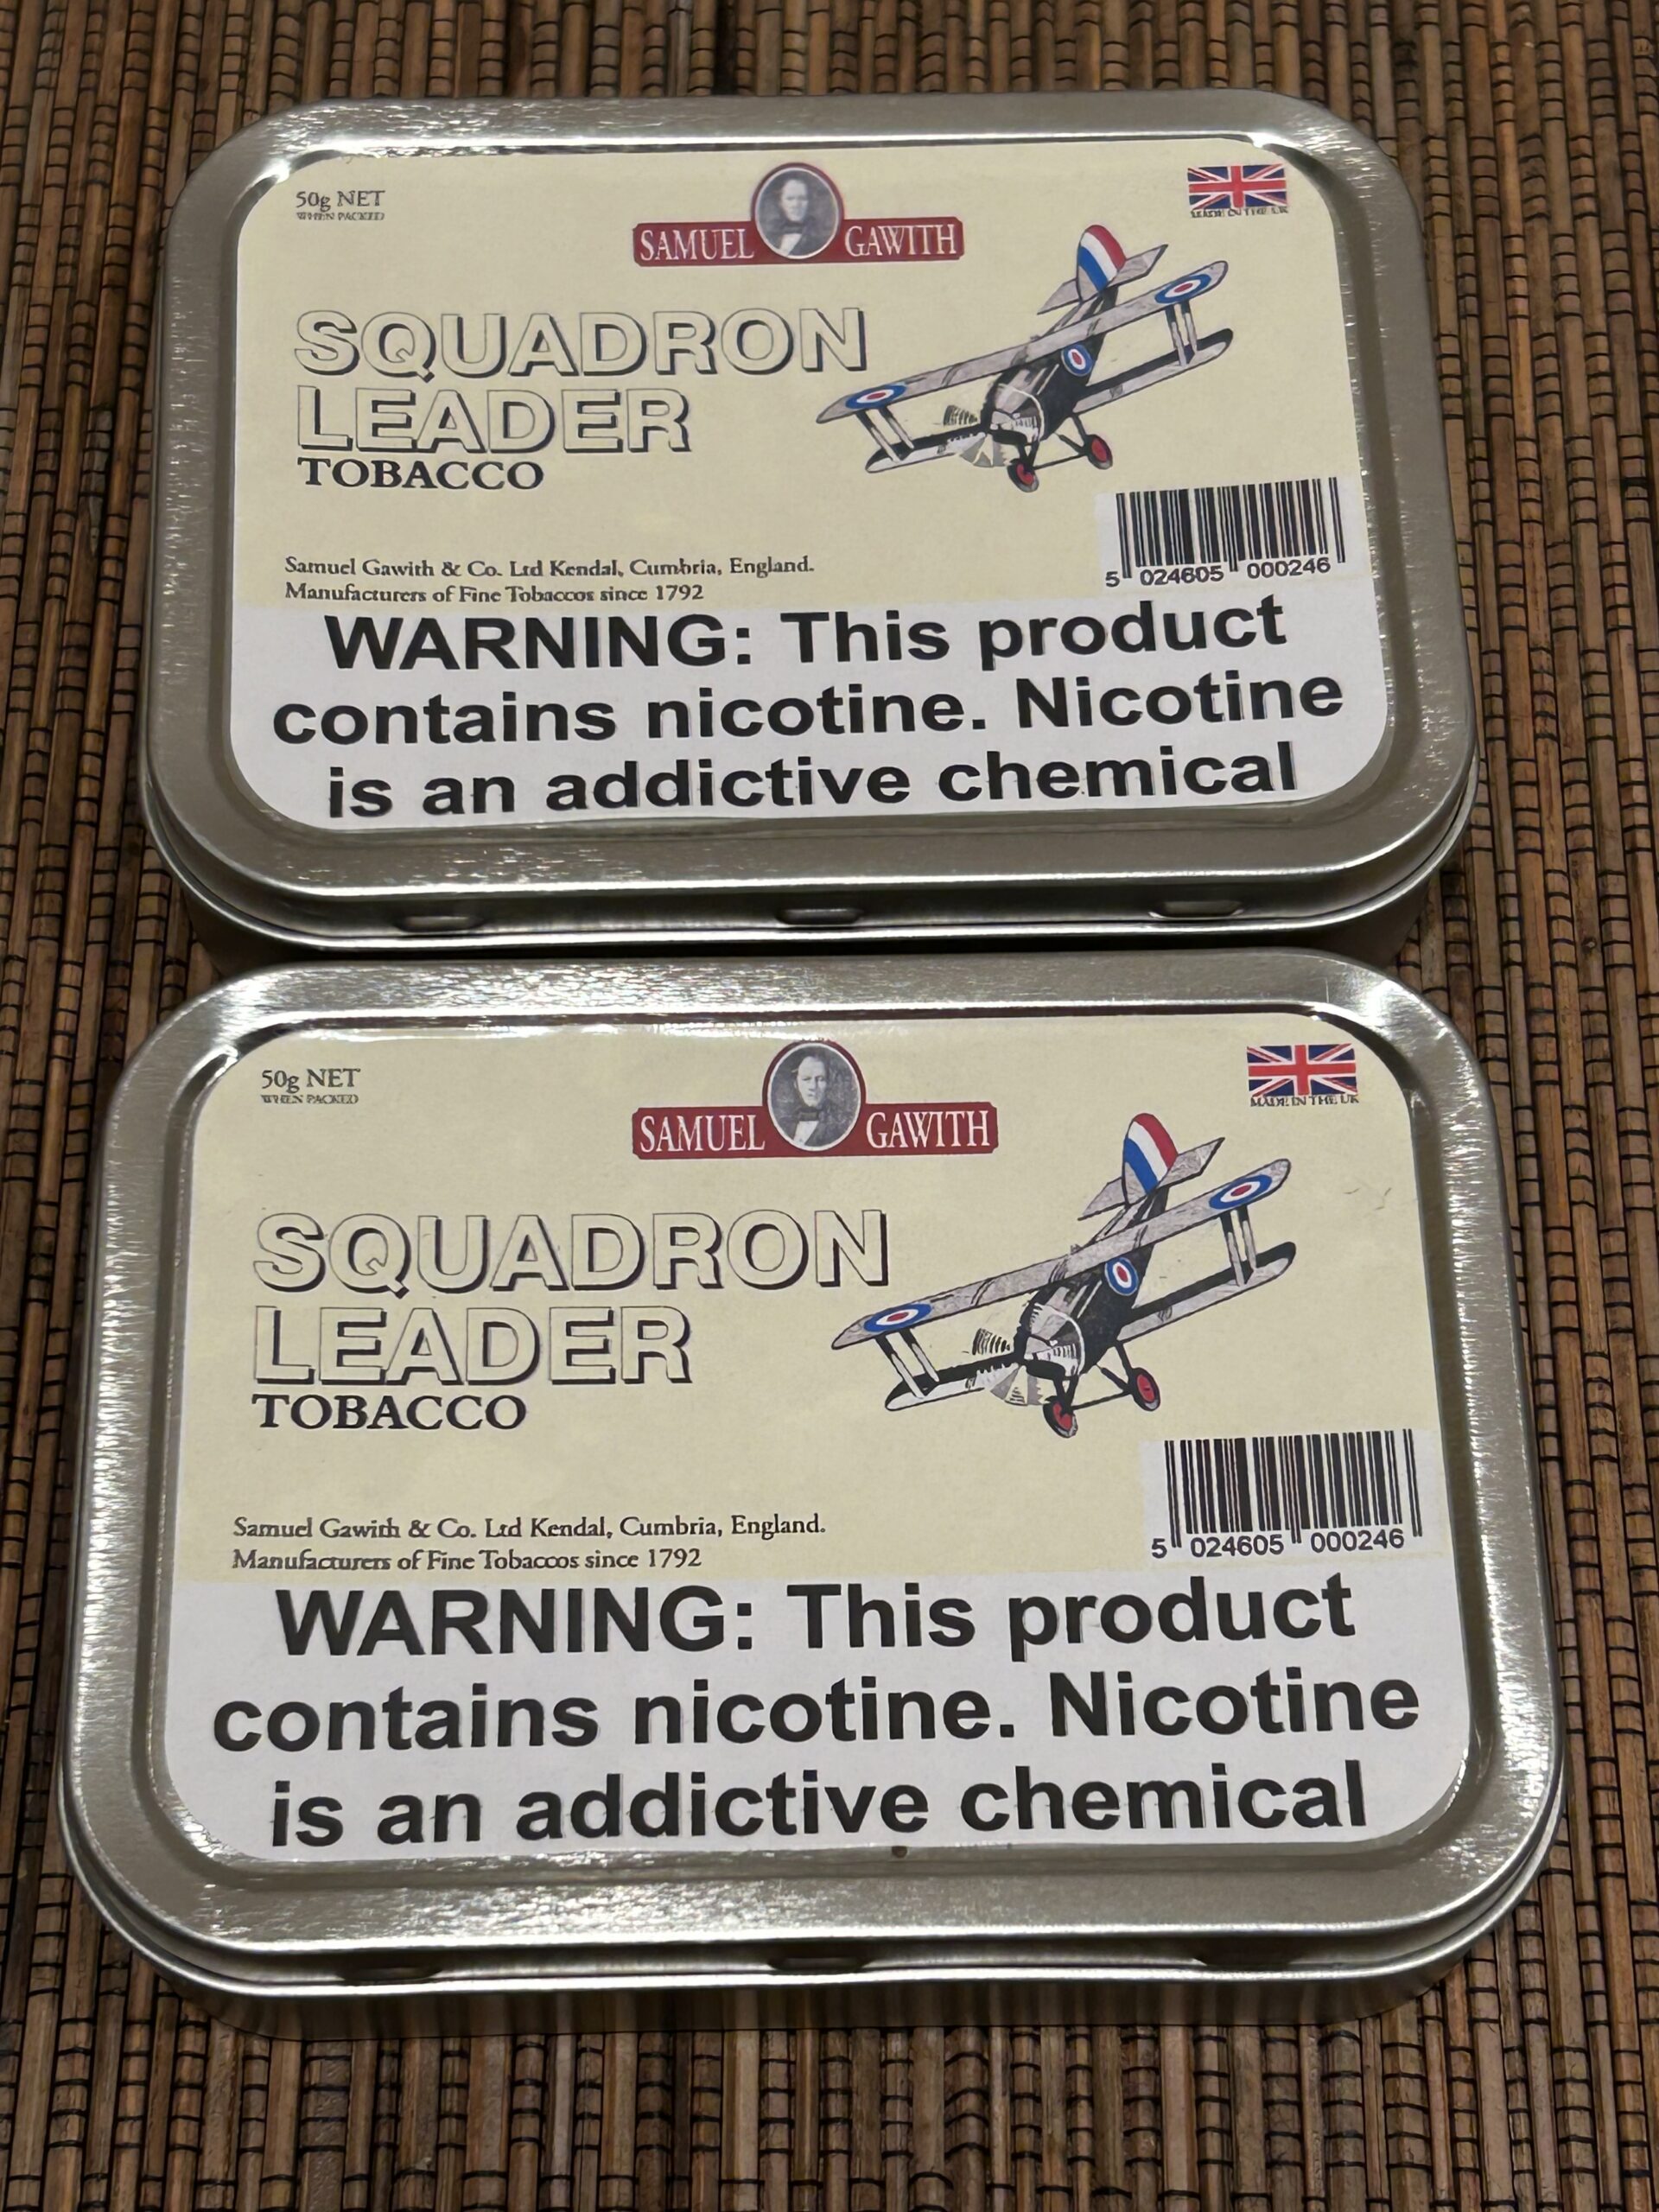 50g NET
WHEN PACKED
SAMUEL GAWITH
MADE IN THE UK
SQUADRON
LEADER
TOBACCO
Samuel Gawith & Co. Ltd Kendal, Cumbria, England.
Manufacturers of Fine Tobaccos since 1792
5 024605 000246
WARNING: This product
contains nicotine. Nicotine
is an addictive chemical
50g NET
WHEN PACKED
SAMUEL GAWITH
MADE IN THE UK
SQUADRON
LEADER
TOBACCO
Samuel Gawith & Co. Ltd Kendal, Cumbria, England.
Manufacturers of Fine Tobaccos since 1792
5 024605 000246
WARNING: This product
contains nicotine. Nicotine
is an addictive chemical